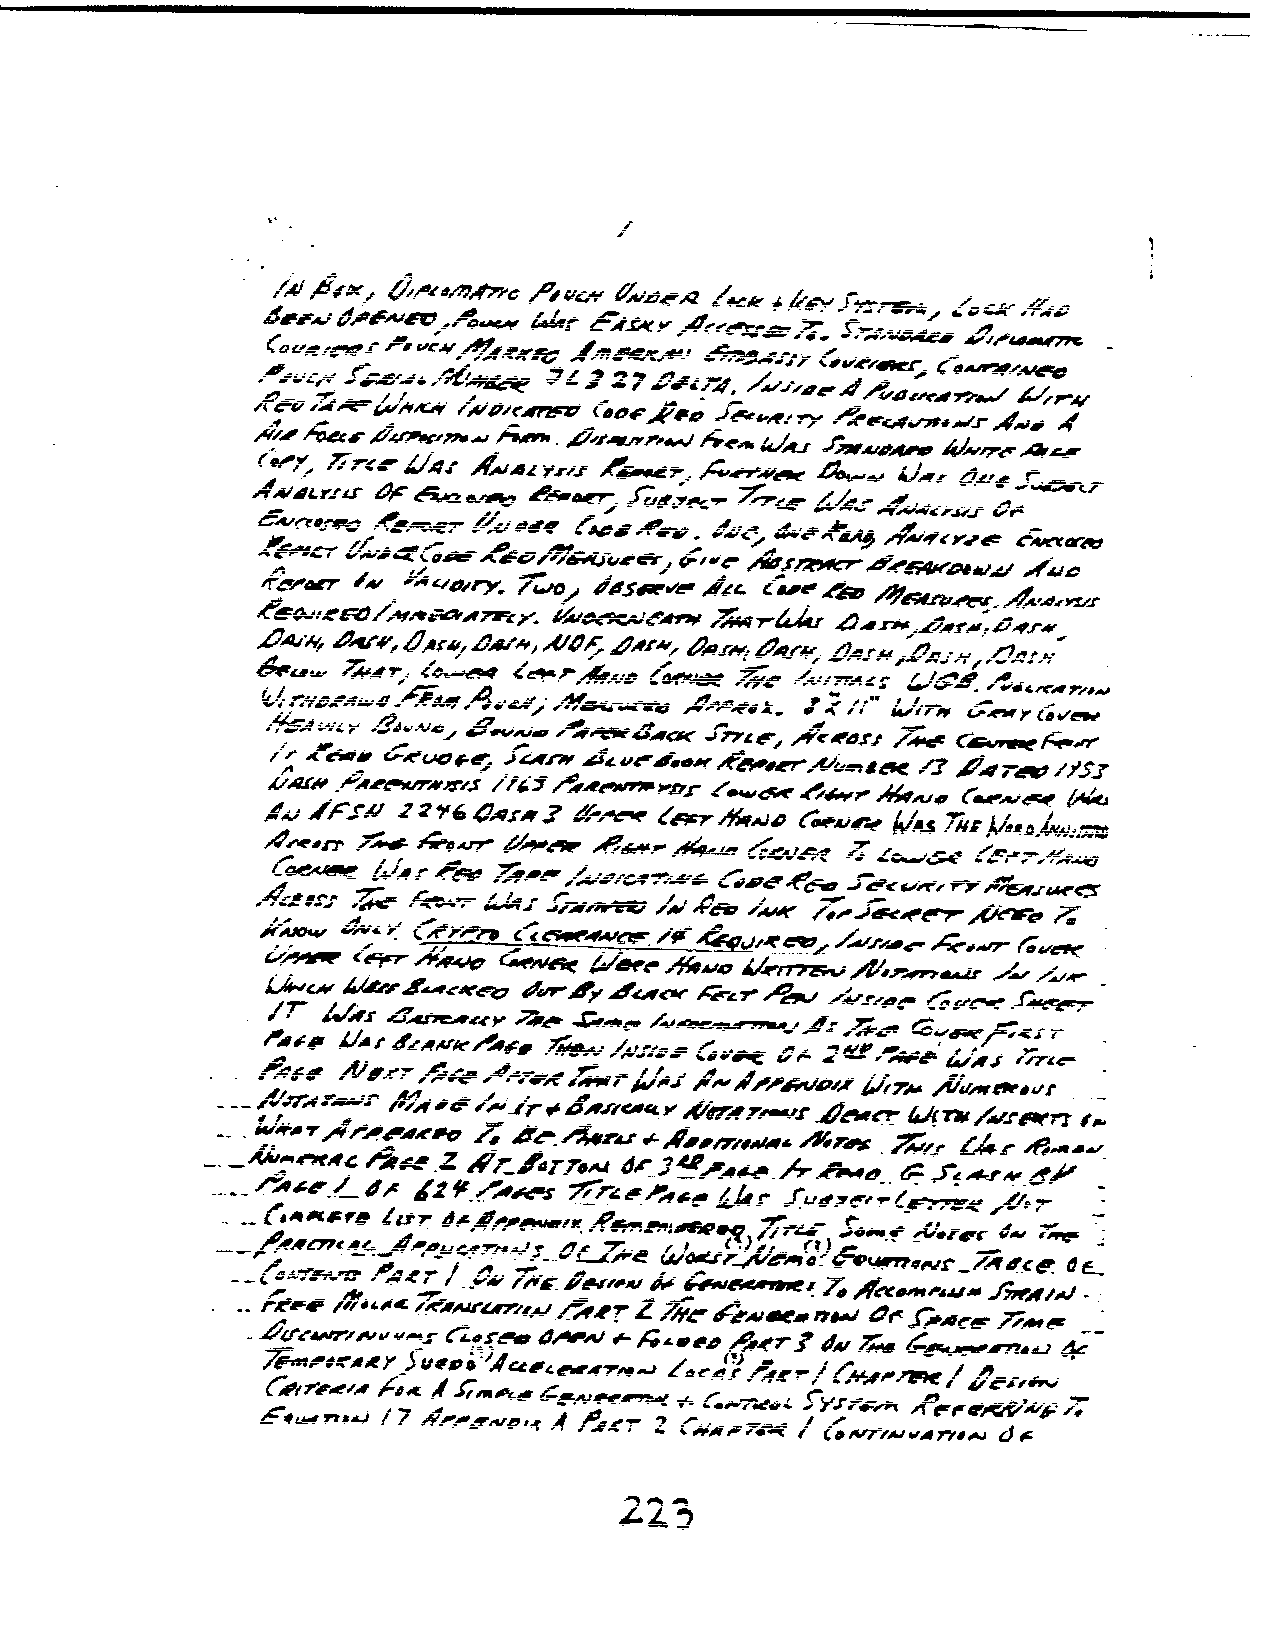 1
In Box, Diplomatic Pouch Under Lock + Key System, Lock Had
Been Opened, Pouch Was Easily Accessed To. Standard Diplomatic
Couriers Pouch Marked American Embassy Couriers, Contained
Pouch Serial Number JL327 Delta. Inside A Publication With
Red Tape Which Indicated Code Red Security Precautions And A
Air Force Disposition Form. Disposition Form Was Standard White
Copy, Title Was Analysis Report, Further Down Was One Subject
Analysis Of Enclosed Report, Subject Title Was Analysis Of
Enclosed Report Under Code Red. One, One Read, Analyze Enclosed
Report Under Code Red Measures, Give Abstract Breakdown And
Report In Validity. Two, Observe All Code Red Measures. Analysis
Required Immediately. Underneath That Was Dash, Dash, Dash,
Dash, Dash, Dash, Dash, NOF, Dash, Dash, Dash, Dash, Dash, Dash
Below That, Lower Left Hand Corner The Initials WGB. Publication
Withdrawn From Pouch, Measured Approx. 8 x 11" With Gray Cover
Heavily Bound, Bound Paper Back Style, Across The Center Front
It Read Grudge, Slash Blue Book Report Number 13 Dated 1953
Dash Parenthesis 1963 Parenthesis Lower Right Hand Corner Was
An AFSN 2246 Dash 3 Upper Left Hand Corner Was The Word Annotated
Across The Front Upper Right Hand Corner To Lower Left Hand
Corner Was Red Tape Indicating Code Red Security Measures
Across The Front Was Stamped In Red Ink Top Secret Need To
Know Only Crypto Clearance 14 Required, Inside Front Cover
Upper Left Hand Corner Were Hand Written Notations In Ink
Which Was Blacked Out By Black Felt Pen Inside Cover Sheet
It Was Basically The Same Information As The Cover First
Page Was Blank Page Then Inside Cover Of 2nd Page Was Title
Page Next Page After That Was An Appendix With Numerous
Notations Made In It + Basically Notations Dealt With Inserts In
What Appeared To Be Photos + Additional Notes This Was Roman
Numeral Page 2 At Bottom Of 3rd Page It Read G Slash BV
Page 1 Of 624 Pages Title Page Was Subject Letter Not
Complete List Of Appendix Remembered, Title, Some Notes On The
Practical Applications Of The Worst (?) Nemo (?) Equations Table Of
Contents Part 1 On The Design Of Generators To Accomplish Strain
Free Molar Translation Part 2 The Generation Of Space Time
Discontinuums Closed Open + Folded Part 3 On The Generation Of
Temporary Suedo (?) Acceleration Locas (?) Part 1 Chapter 1 Design
Criteria For A Simple Generator + Control System Referring To
Equation 17 Appendix A Part 2 Chapter 1 Continuation Of
223